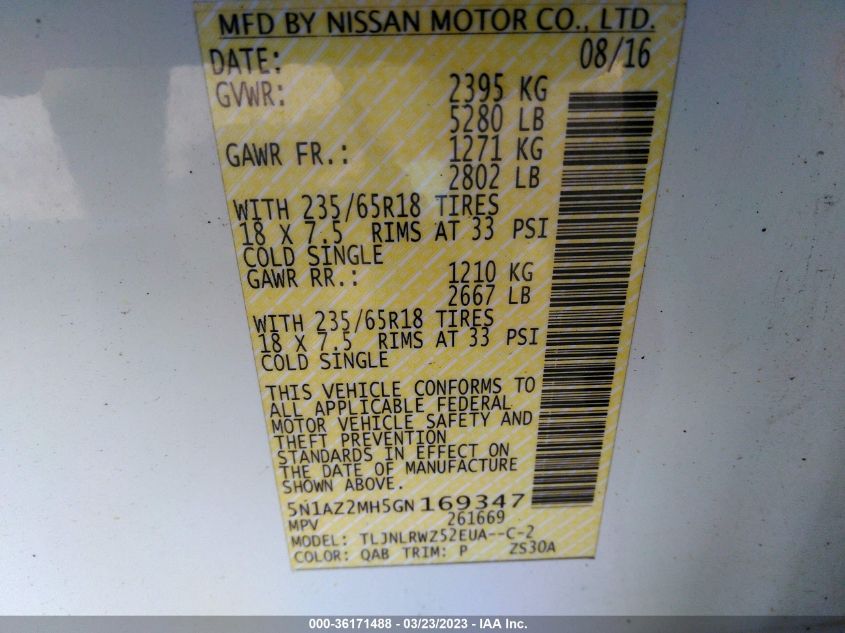 MFD BY NISSAN MOTOR CO., LTD.
DATE: 08/16
GVWR: 2395 KG
5280 LB
GAWR FR.: 1271 KG
2802 LB
WITH 235/65R18 TIRES
18 X 7.5 RIMS AT 33 PSI
COLD SINGLE
GAWR RR.: 1210 KG
2667 LB
WITH 235/65R18 TIRES
18 X 7.5 RIMS AT 33 PSI
COLD SINGLE
THIS VEHICLE CONFORMS TO
ALL APPLICABLE FEDERAL
MOTOR VEHICLE SAFETY AND
THEFT PREVENTION
STANDARDS IN EFFECT ON
THE DATE OF MANUFACTURE
SHOWN ABOVE.
5N1AZ2MH5GN169347
MPV 261669
MODEL: TLJNLRWZ52EUA--C-2
COLOR: QAB TRIM: P ZS30A
000-36171488 - 03/23/2023 - IAA Inc.